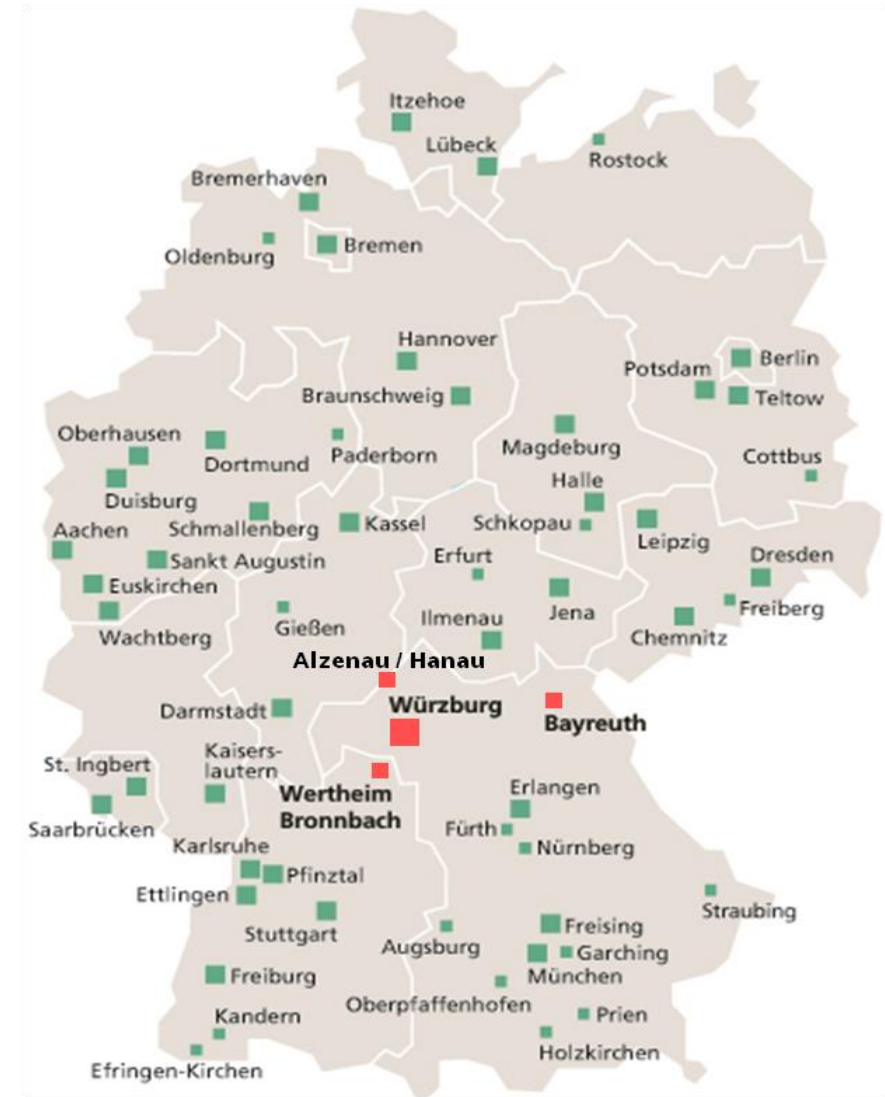 Itzehoe
Lübeck
Rostock
Bremerhaven
Oldenburg
Bremen
Hannover
Braunschweig
Potsdam
Berlin
Teltow
Oberhausen
Dortmund
Paderborn
Magdeburg
Cottbus
Duisburg
Halle
Aachen
Schmallenberg
Kassel
Schkopau
Leipzig
Sankt Augustin
Erfurt
Dresden
Euskirchen
Wachtberg
Gießen
Ilmenau
Jena
Chemnitz
Freiberg
Alzenau / Hanau
Darmstadt
Würzburg
Bayreuth
St. Ingbert
Kaisers-
lautern
Wertheim
Bronnbach
Erlangen
Saarbrücken
Fürth
Karlsruhe
Nürnberg
Pfinztal
Ettlingen
Straubing
Stuttgart
Augsburg
Freising
Garching
Freiburg
München
Oberpfaffenhofen
Kandern
Prien
Holzkirchen
Efringen-Kirchen